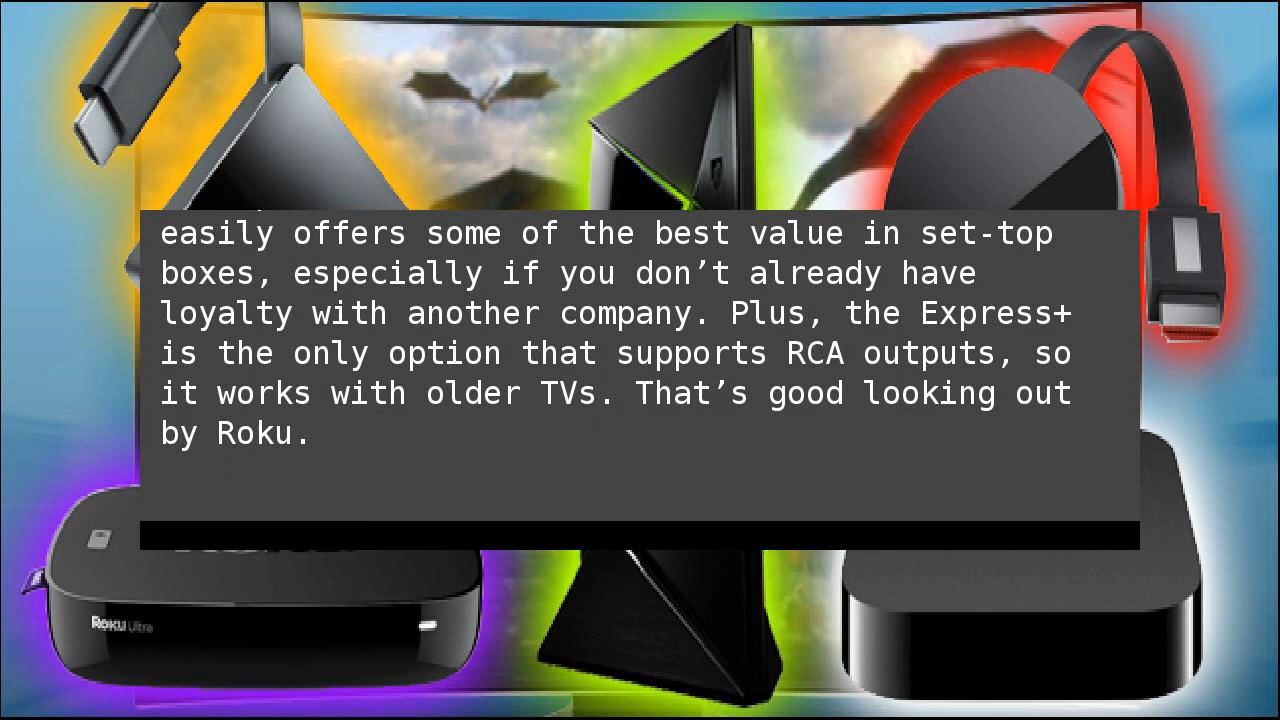 easily offers some of the best value in set-top
boxes, especially if you don’t already have
loyalty with another company. Plus, the Express+
is the only option that supports RCA outputs, so
it works with older TVs. That’s good looking out
by Roku.
Roku Ultra